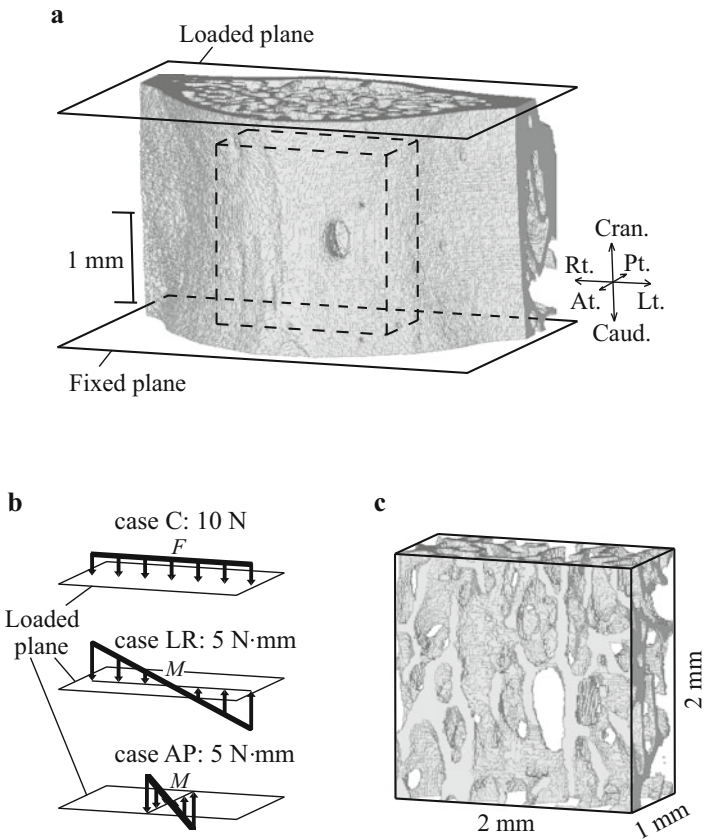 a
Loaded plane
1 mm
Cran.
Rt. Pt.
At. Lt.
Caud.
Fixed plane
b
case C: 10 N
F
Loaded
plane
case LR: 5 N·mm
M
case AP: 5 N·mm
M
c
2 mm
2 mm
1 mm